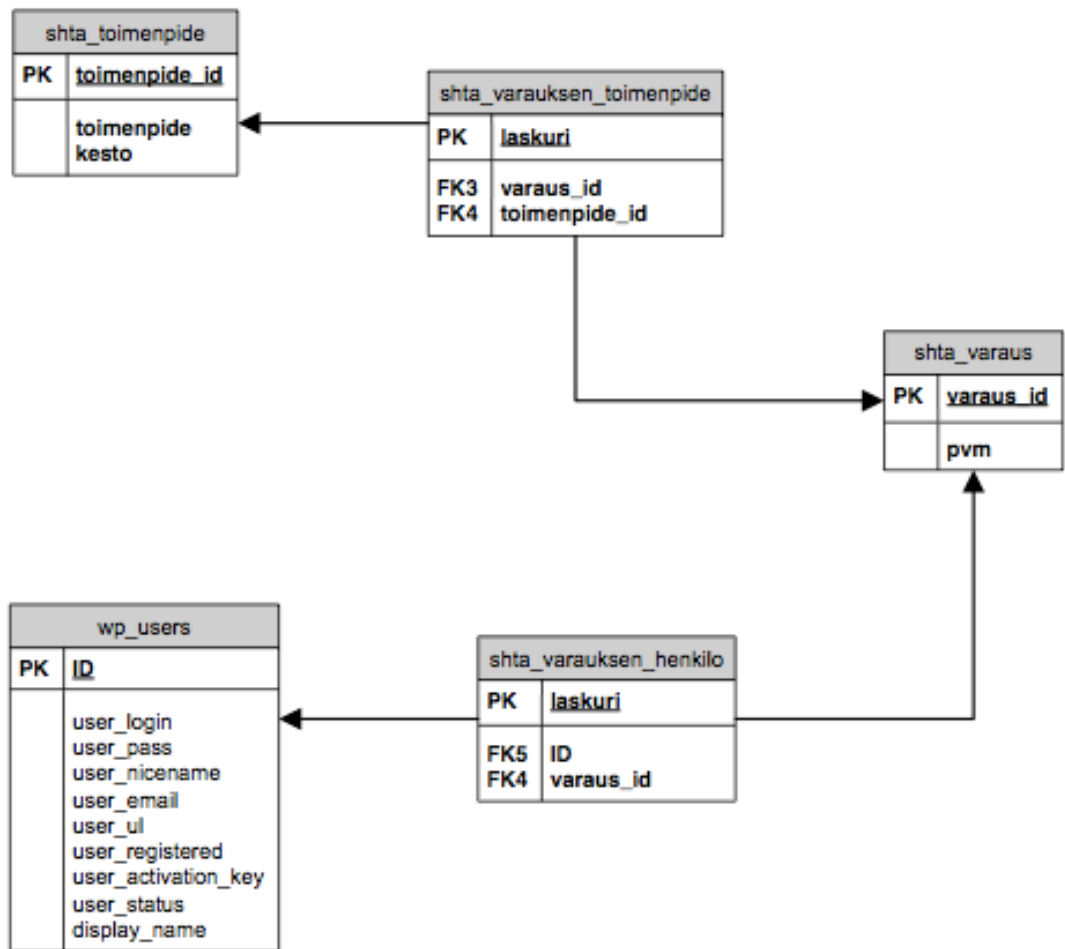 shta_toimenpide
PK toimenpide_id
toimenpide
kesto
shta_varauksen_toimenpide
PK laskuri
FK3 varaus_id
FK4 toimenpide_id
shta_varaus
PK varaus_id
pvm
wp_users
PK ID
user_login
user_pass
user_nicename
user_email
user_ul
user_registered
user_activation_key
user_status
display_name
shta_varauksen_henkilo
PK laskuri
FK5 ID
FK4 varaus_id